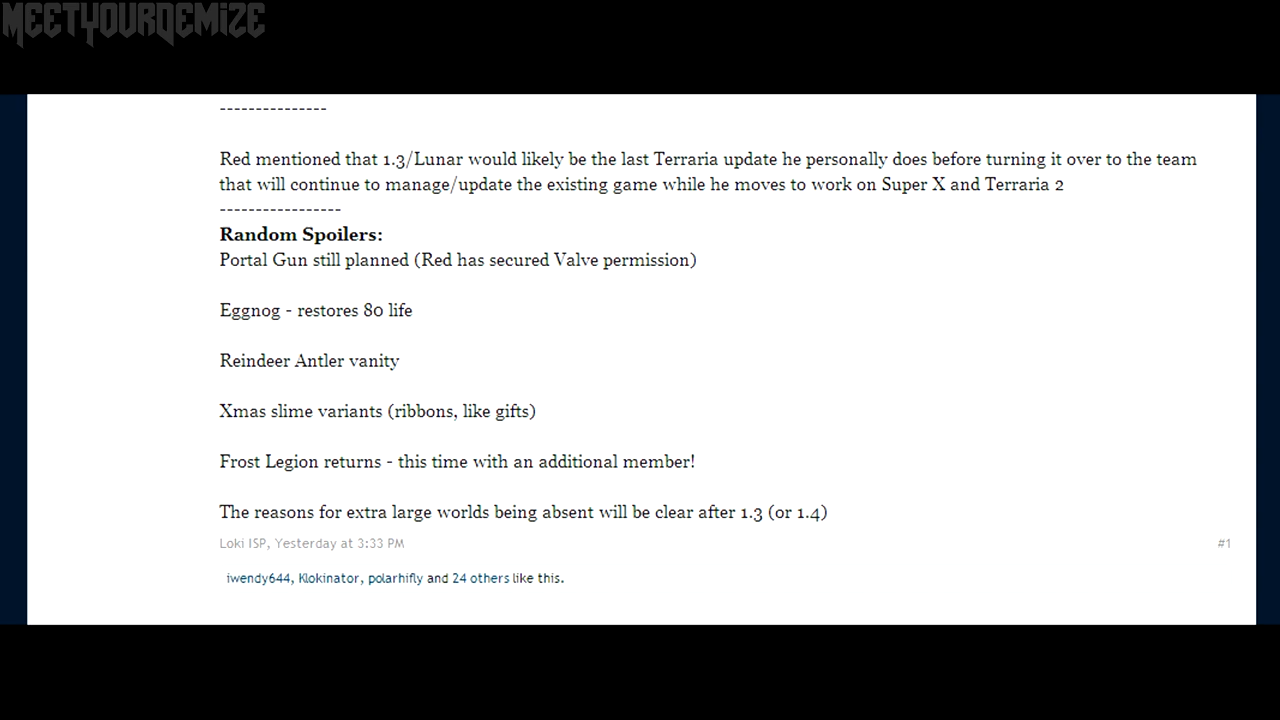 MEETYOURDEMIZE
---------------
Red mentioned that 1.3/Lunar would likely be the last Terraria update he personally does before turning it over to the team
that will continue to manage/update the existing game while he moves to work on Super X and Terraria 2
-----------------
Random Spoilers:
Portal Gun still planned (Red has secured Valve permission)
Eggnog - restores 80 life
Reindeer Antler vanity
Xmas slime variants (ribbons, like gifts)
Frost Legion returns - this time with an additional member!
The reasons for extra large worlds being absent will be clear after 1.3 (or 1.4)
Loki ISP, Yesterday at 3:33 PM
#1
iwendy644, Klokinator, polarhifly and 24 others like this.